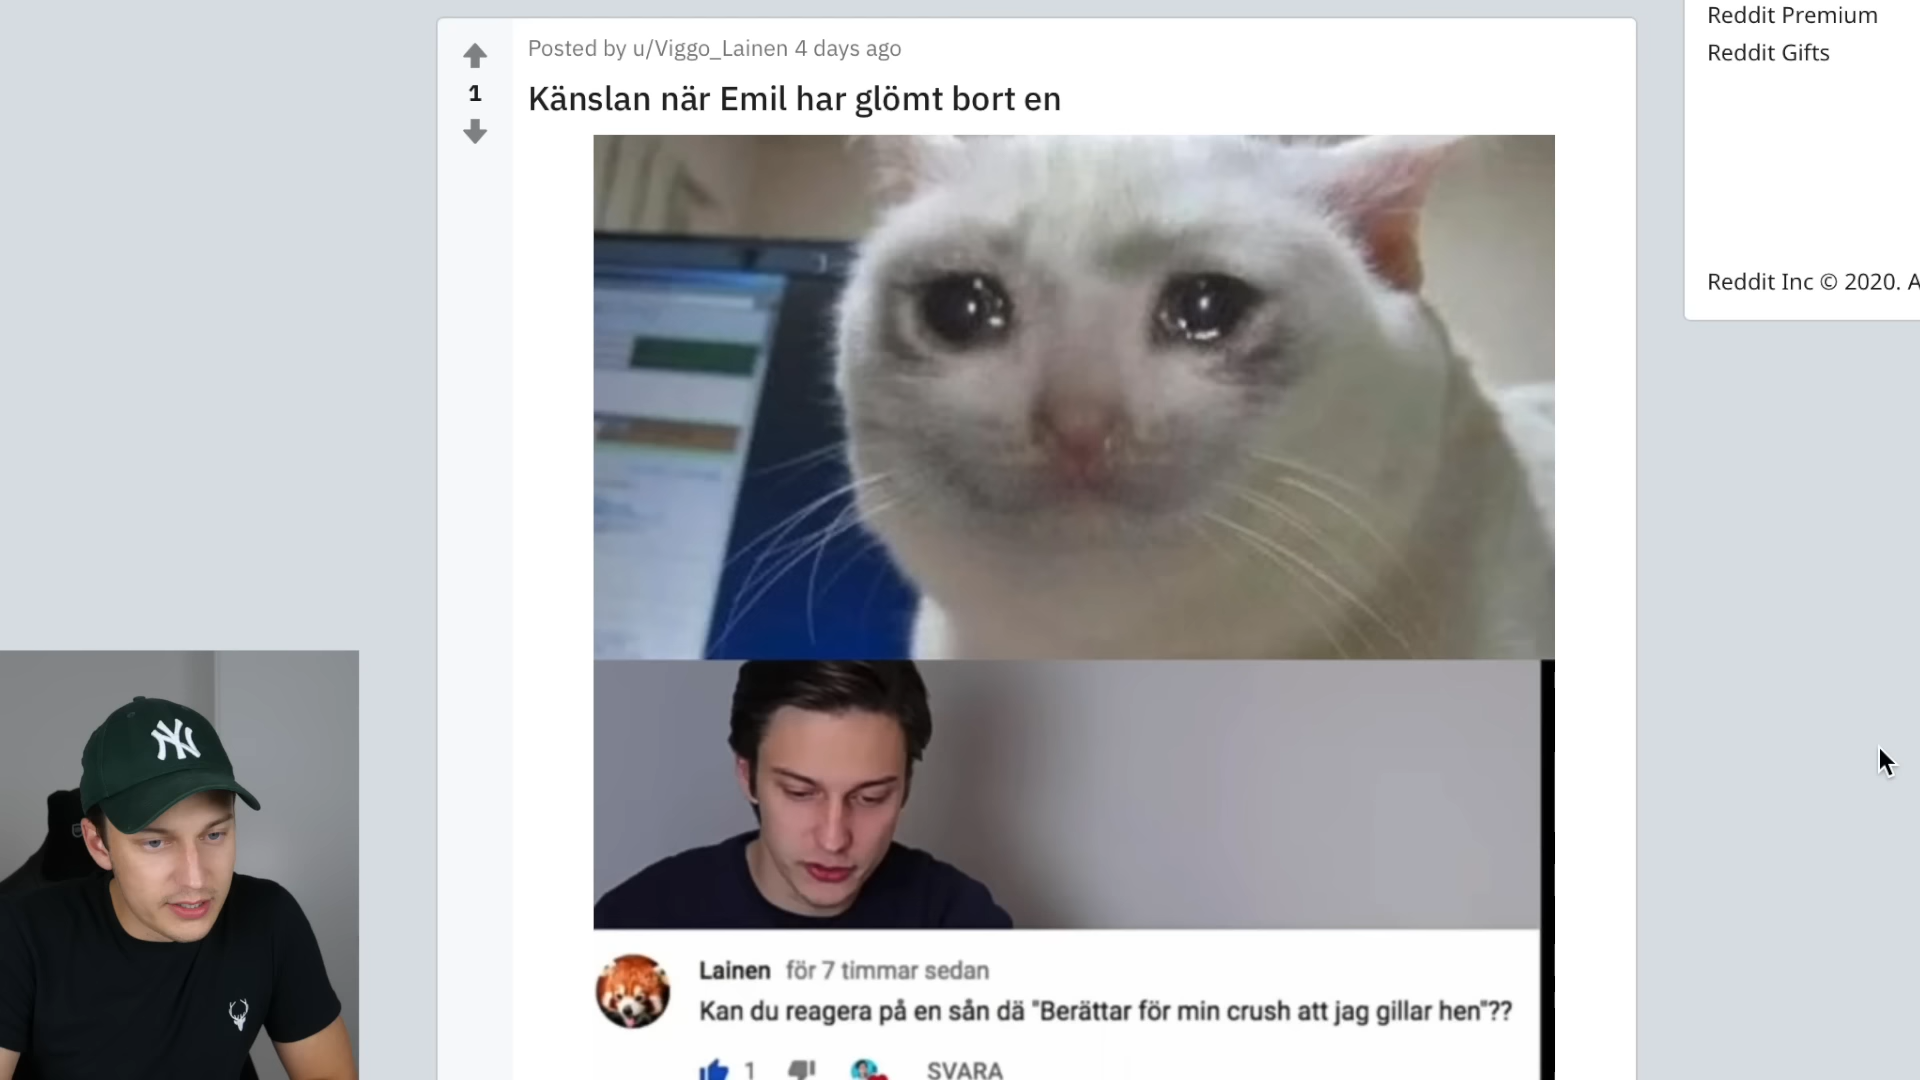 Reddit Premium
Reddit Gifts
Reddit Inc © 2020. A
Posted by u/Viggo_Lainen 4 days ago
1
Känslan när Emil har glömt bort en
NY
Lainen för 7 timmar sedan
Kan du reagera på en sån dä "Berättar för min crush att jag gillar hen"??
1
SVARA